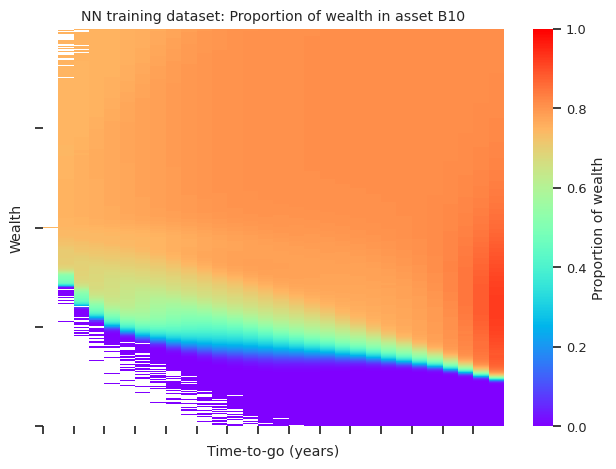 NN training dataset: Proportion of wealth in asset B10
Wealth
Time-to-go (years)
1.0
0.8
0.6
0.4
0.2
0.0
Proportion of wealth